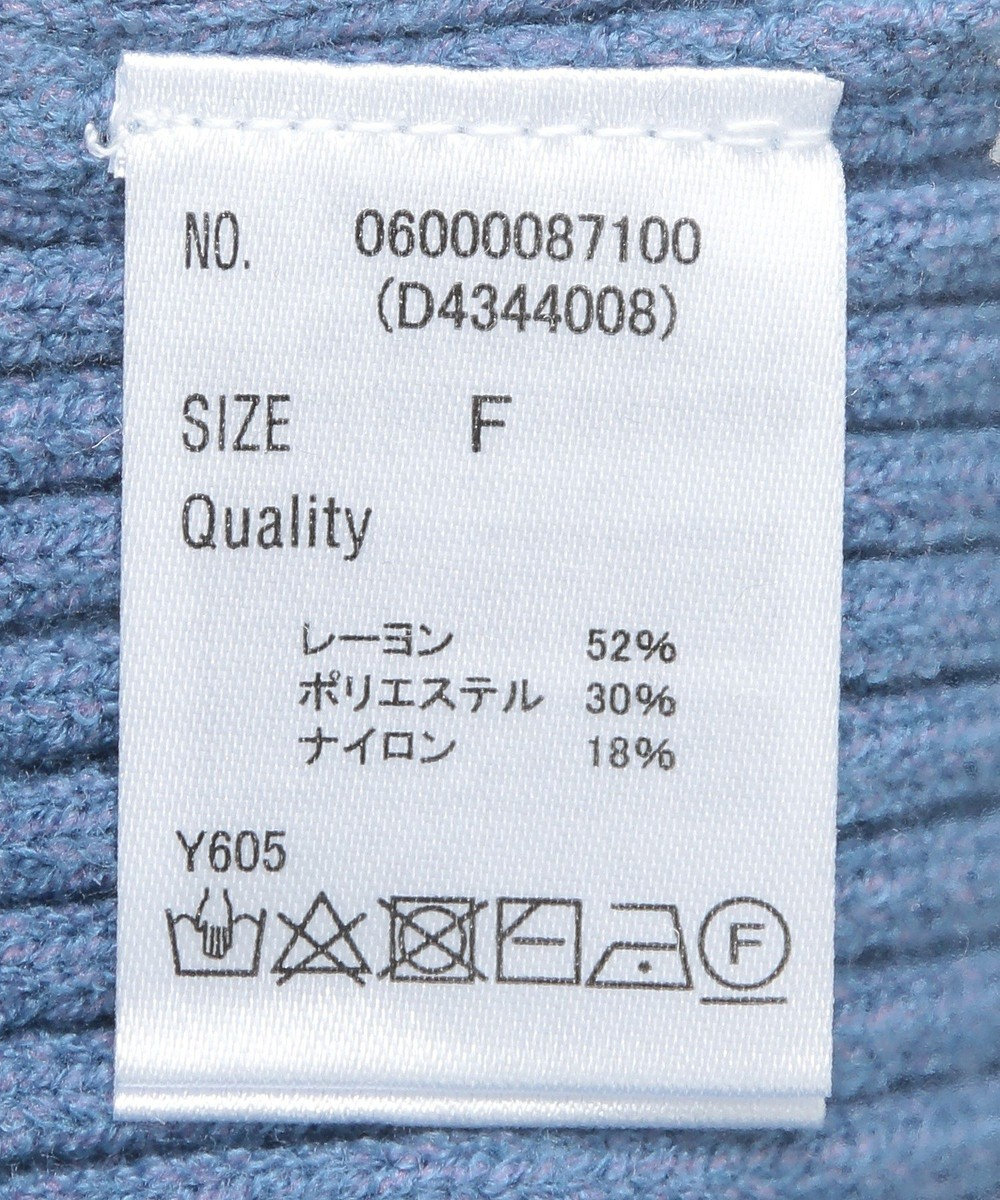 NO. 06000087100
(D4344008)
SIZE F
Quality
レーヨン 52%
ポリエステル 30%
ナイロン 18%
Y605
F